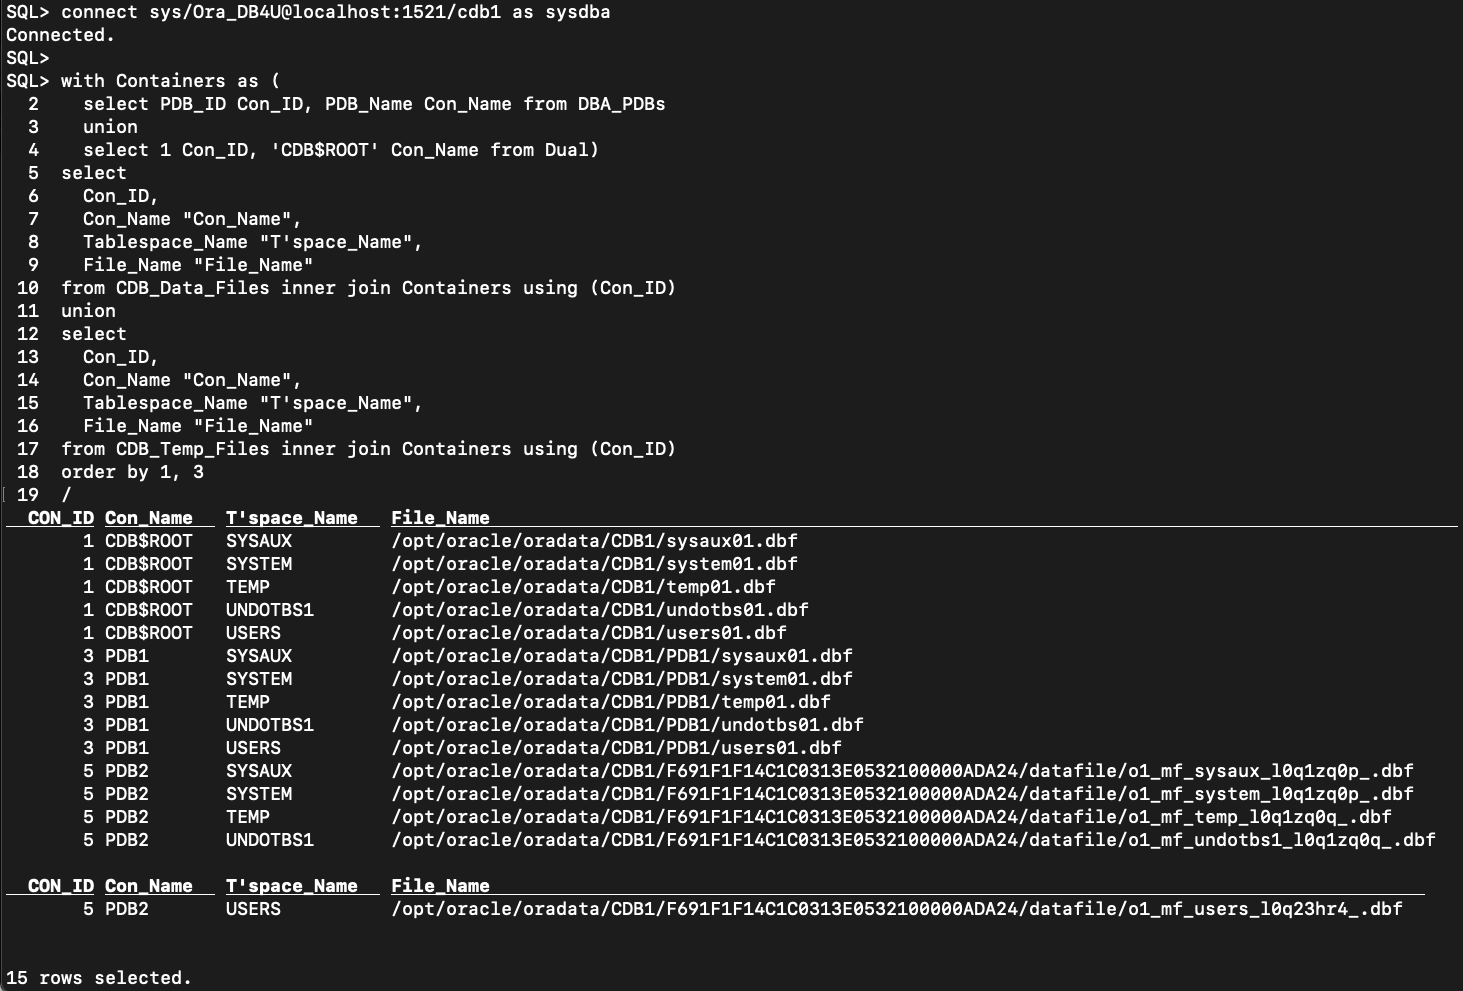 SQL> connect sys/Ora_DB4U@localhost:1521/cdb1 as sysdba
Connected.
SQL>
SQL> with Containers as (
  2    select PDB_ID Con_ID, PDB_Name Con_Name from DBA_PDBs
  3    union
  4    select 1 Con_ID, 'CDB$ROOT' Con_Name from Dual)
  5  select
  6    Con_ID,
  7    Con_Name "Con_Name",
  8    Tablespace_Name "T'space_Name",
  9    File_Name "File_Name"
 10  from CDB_Data_Files inner join Containers using (Con_ID)
 11  union
 12  select
 13    Con_ID,
 14    Con_Name "Con_Name",
 15    Tablespace_Name "T'space_Name",
 16    File_Name "File_Name"
 17  from CDB_Temp_Files inner join Containers using (Con_ID)
 18  order by 1, 3
[ 19  /
  CON_ID Con_Name   T'space_Name   File_Name
       1 CDB$ROOT   SYSAUX         /opt/oracle/oradata/CDB1/sysaux01.dbf
       1 CDB$ROOT   SYSTEM         /opt/oracle/oradata/CDB1/system01.dbf
       1 CDB$ROOT   TEMP           /opt/oracle/oradata/CDB1/temp01.dbf
       1 CDB$ROOT   UNDOTBS1       /opt/oracle/oradata/CDB1/undotbs01.dbf
       1 CDB$ROOT   USERS          /opt/oracle/oradata/CDB1/users01.dbf
       3 PDB1       SYSAUX         /opt/oracle/oradata/CDB1/PDB1/sysaux01.dbf
       3 PDB1       SYSTEM         /opt/oracle/oradata/CDB1/PDB1/system01.dbf
       3 PDB1       TEMP           /opt/oracle/oradata/CDB1/PDB1/temp01.dbf
       3 PDB1       UNDOTBS1       /opt/oracle/oradata/CDB1/PDB1/undotbs01.dbf
       3 PDB1       USERS          /opt/oracle/oradata/CDB1/PDB1/users01.dbf
       5 PDB2       SYSAUX         /opt/oracle/oradata/CDB1/F691F1F14C1C0313E0532100000ADA24/datafile/o1_mf_sysaux_l0q1zq0p_.dbf
       5 PDB2       SYSTEM         /opt/oracle/oradata/CDB1/F691F1F14C1C0313E0532100000ADA24/datafile/o1_mf_system_l0q1zq0p_.dbf
       5 PDB2       TEMP           /opt/oracle/oradata/CDB1/F691F1F14C1C0313E0532100000ADA24/datafile/o1_mf_temp_l0q1zq0q_.dbf
       5 PDB2       UNDOTBS1       /opt/oracle/oradata/CDB1/F691F1F14C1C0313E0532100000ADA24/datafile/o1_mf_undotbs1_l0q1zq0q_.dbf
  CON_ID Con_Name   T'space_Name   File_Name
       5 PDB2       USERS          /opt/oracle/oradata/CDB1/F691F1F14C1C0313E0532100000ADA24/datafile/o1_mf_users_l0q23hr4_.dbf
15 rows selected.